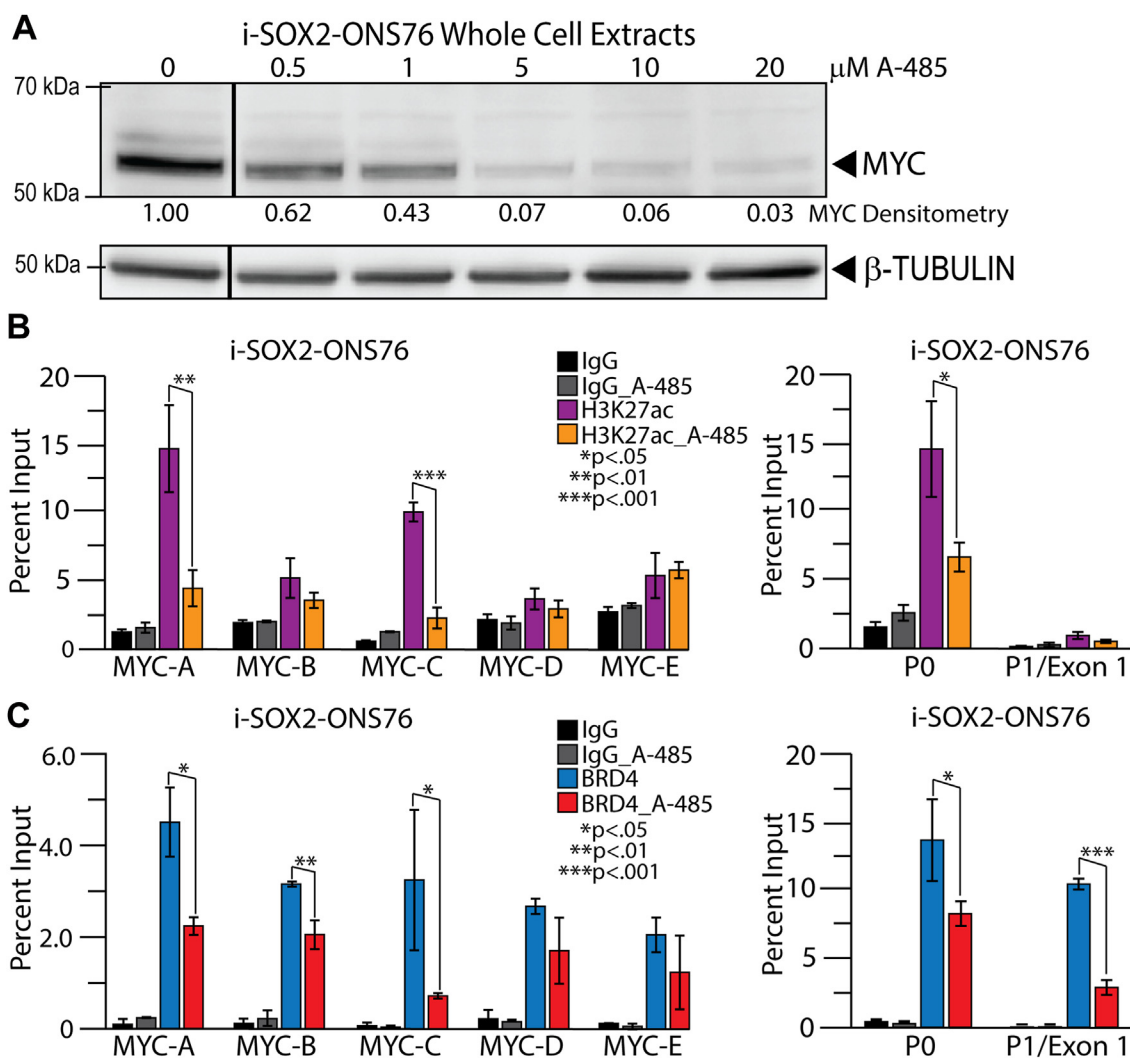 A
i-SOX2-ONS76 Whole Cell Extracts
0 0.5 1 5 10 20 μM A-485
70 kDa
MYC
50 kDa
1.00 0.62 0.43 0.07 0.06 0.03 MYC Densitometry
50 kDa
β-TUBULIN
B
i-SOX2-ONS76
Percent Input
20
15
10
5
0
IgG
IgG_A-485
H3K27ac
H3K27ac_A-485
*p<.05
**p<.01
***p<.001
**
***
MYC-A MYC-B MYC-C MYC-D MYC-E
i-SOX2-ONS76
Percent Input
20
15
10
5
0
*
P0 P1/Exon 1
C
i-SOX2-ONS76
Percent Input
6.0
4.0
2.0
0
IgG
IgG_A-485
BRD4
BRD4_A-485
*p<.05
**p<.01
***p<.001
*
**
*
MYC-A MYC-B MYC-C MYC-D MYC-E
i-SOX2-ONS76
Percent Input
20
15
10
5
0
*
***
P0 P1/Exon 1